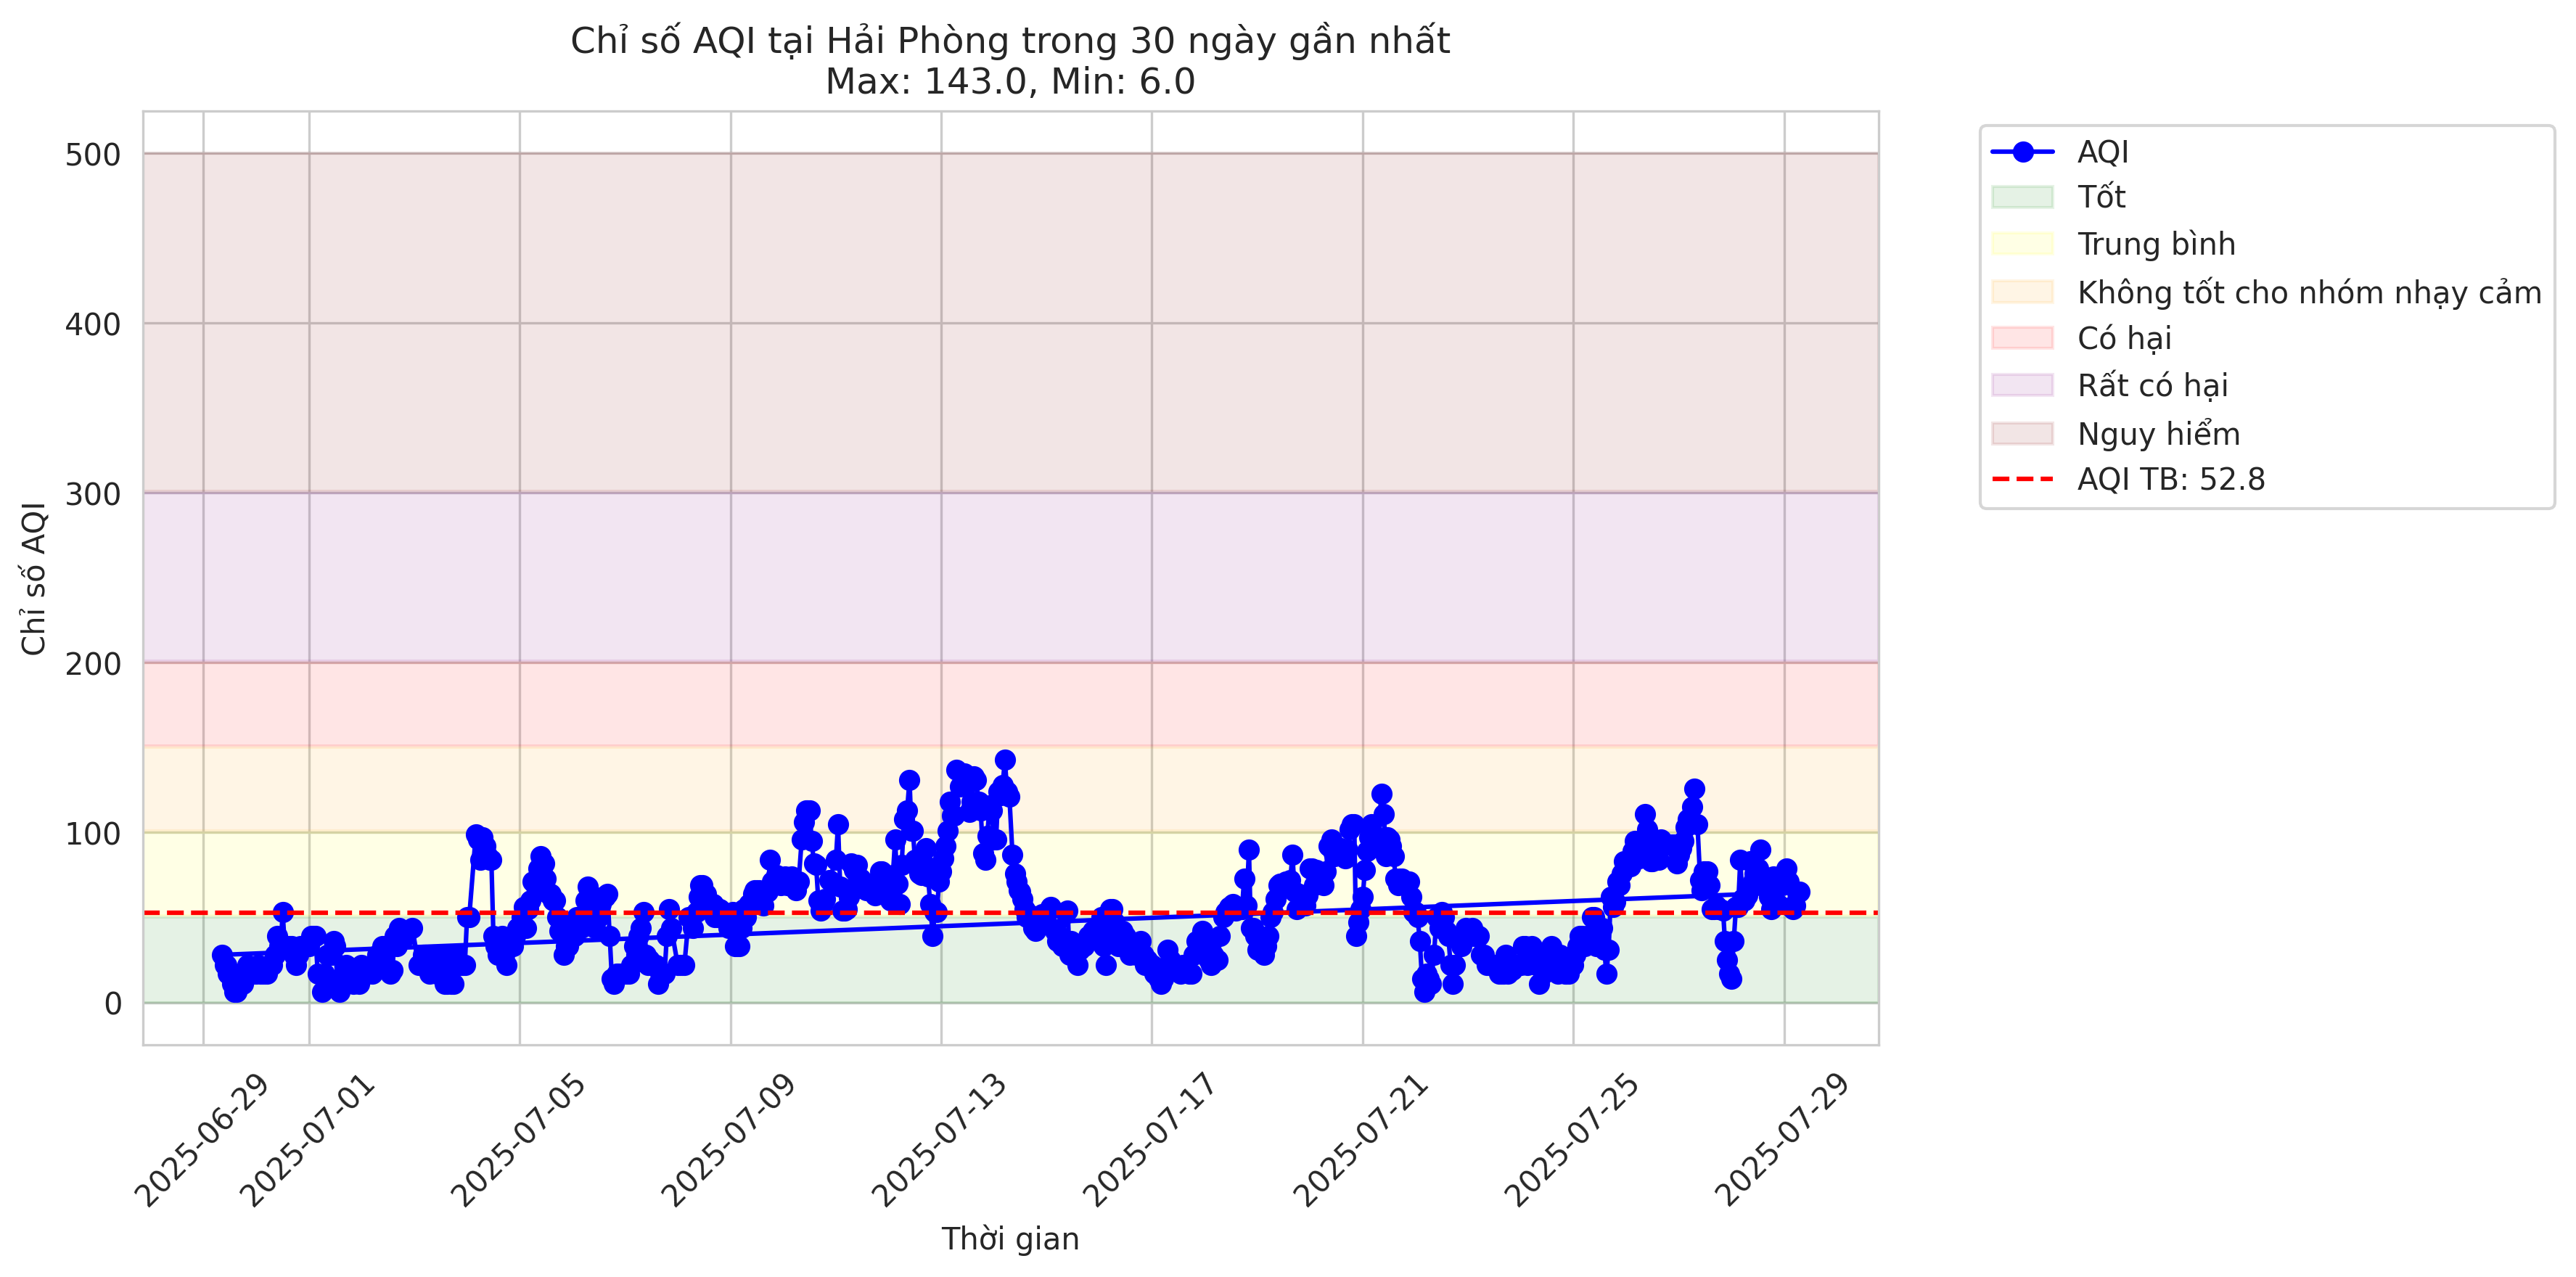 Chỉ số AQI tại Hải Phòng trong 30 ngày gần nhất
Max: 143.0, Min: 6.0
Chỉ số AQI
500
400
300
200
100
0
2025-06-29
2025-07-01
2025-07-05
2025-07-09
2025-07-13
2025-07-17
2025-07-21
2025-07-25
2025-07-29
Thời gian
AQI
Tốt
Trung bình
Không tốt cho nhóm nhạy cảm
Có hại
Rất có hại
Nguy hiểm
AQI TB: 52.8